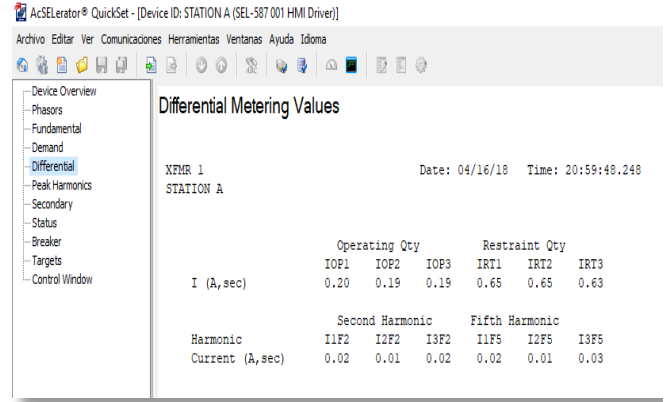 AcSELerator® QuickSet - [Device ID: STATION A (SEL-587 001 HMI Driver)]
Archivo Editar Ver Comunicaciones Herramientas Ventanas Ayuda Idioma
Device Overview
Phasors
Fundamental
Demand
Differential
Peak Harmonics
Secondary
Status
Breaker
Targets
Control Window
Differential Metering Values
XFMR 1 Date: 04/16/18 Time: 20:59:48.248
STATION A
Operating Qty Restraint Qty
IOP1 IOP2 IOP3 IRT1 IRT2 IRT3
I (A,sec) 0.20 0.19 0.19 0.65 0.65 0.63
Second Harmonic Fifth Harmonic
Harmonic I1F2 I2F2 I3F2 I1F5 I2F5 I3F5
Current (A,sec) 0.02 0.01 0.02 0.02 0.01 0.03